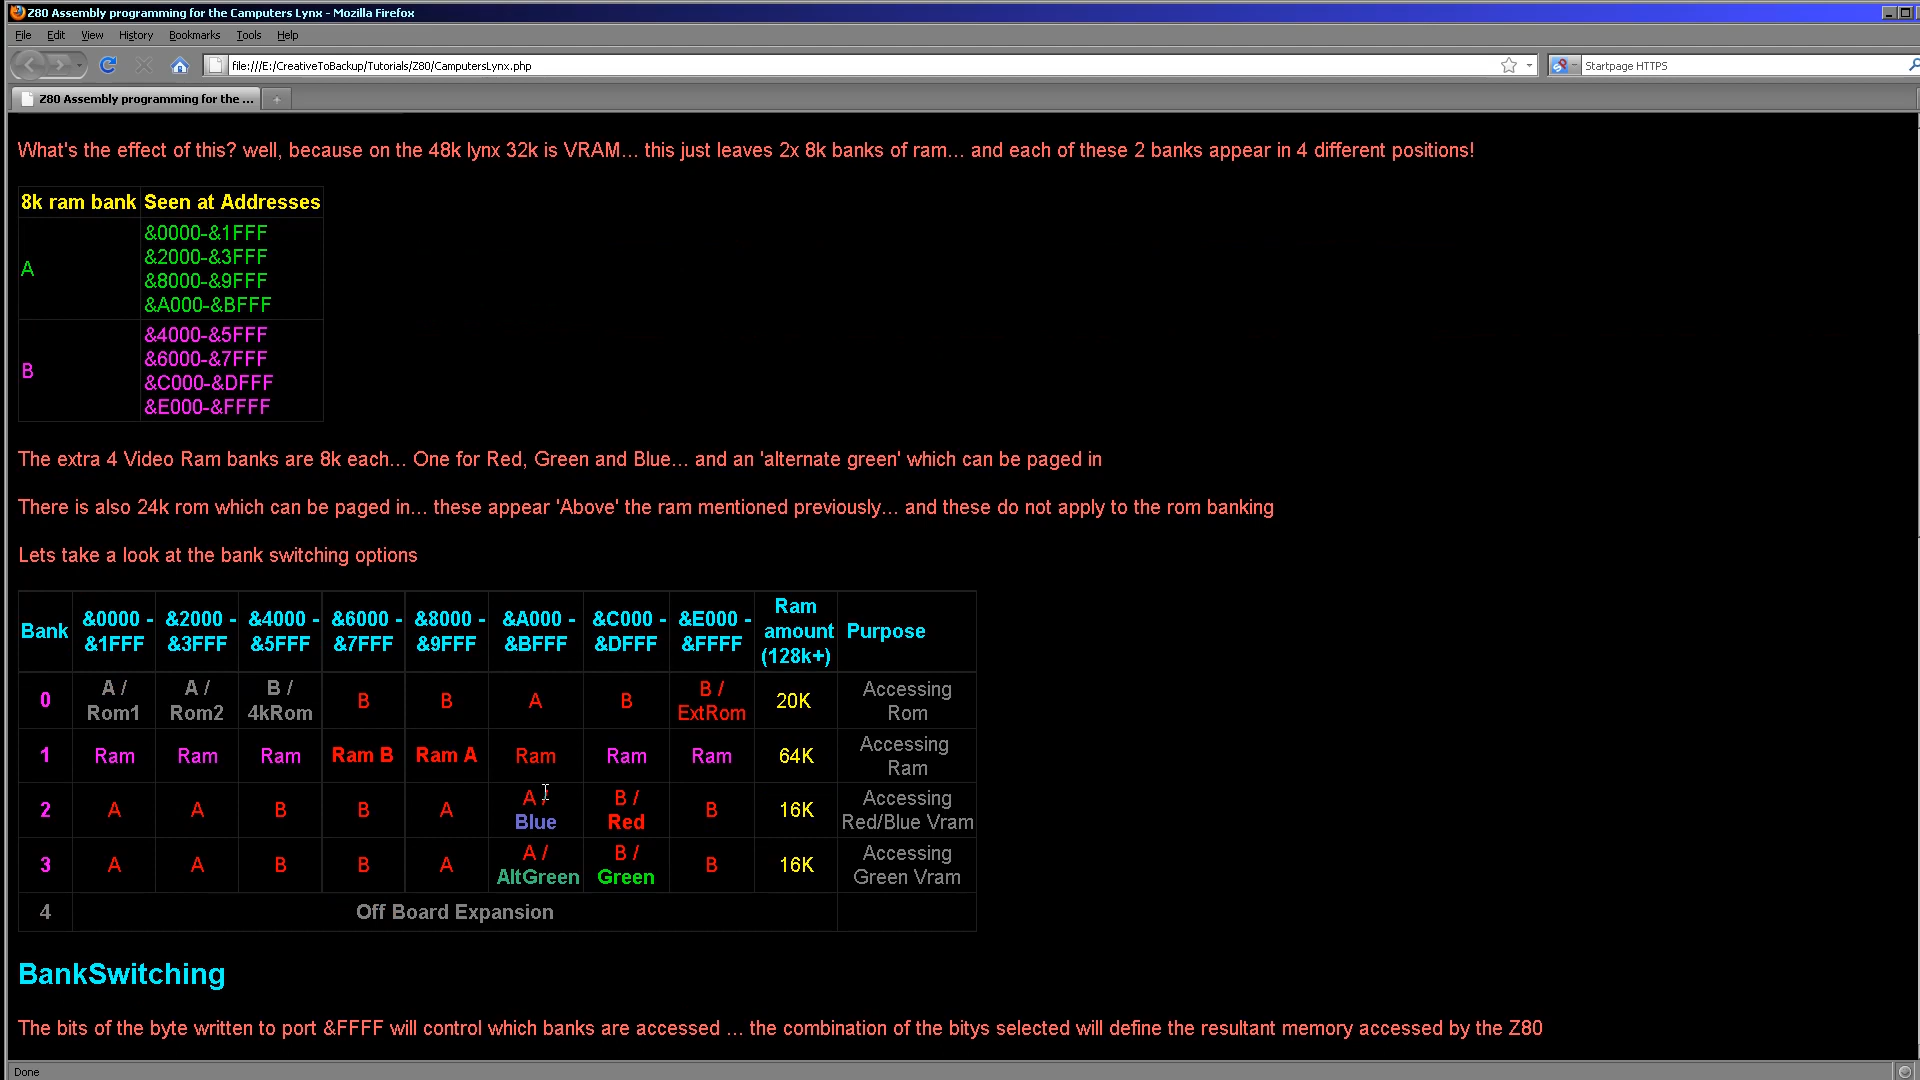 Z80 Assembly programming for the Camputers Lynx - Mozilla Firefox
File Edit View History Bookmarks Tools Help
file:///E:/CreativeToBackup/Tutorials/Z80/CamputersLynx.php
Startpage HTTPS
Z80 Assembly programming for the ...
What's the effect of this? well, because on the 48k lynx 32k is VRAM... this just leaves 2x 8k banks of ram... and each of these 2 banks appear in 4 different positions!
8k ram bank Seen at Addresses
A
&0000-&1FFF
&2000-&3FFF
&8000-&9FFF
&A000-&BFFF
B
&4000-&5FFF
&6000-&7FFF
&C000-&DFFF
&E000-&FFFF
The extra 4 Video Ram banks are 8k each... One for Red, Green and Blue... and an 'alternate green' which can be paged in
There is also 24k rom which can be paged in... these appear 'Above' the ram mentioned previously... and these do not apply to the rom banking
Lets take a look at the bank switching options
Bank &0000 - &1FFF &2000 - &3FFF &4000 - &5FFF &6000 - &7FFF &8000 - &9FFF &A000 - &BFFF &C000 - &DFFF &E000 - &FFFF Ram amount (128k+) Purpose
0 A / Rom1 A / Rom2 B / 4kRom B B A B B / ExtRom 20K Accessing Rom
1 Ram Ram Ram Ram B Ram A Ram Ram Ram 64K Accessing Ram
2 A A B B A A / Blue B / Red B 16K Accessing Red/Blue Vram
3 A A B B A A / AltGreen B / Green B 16K Accessing Green Vram
4 Off Board Expansion
BankSwitching
The bits of the byte written to port &FFFF will control which banks are accessed ... the combination of the bitys selected will define the resultant memory accessed by the Z80
Done